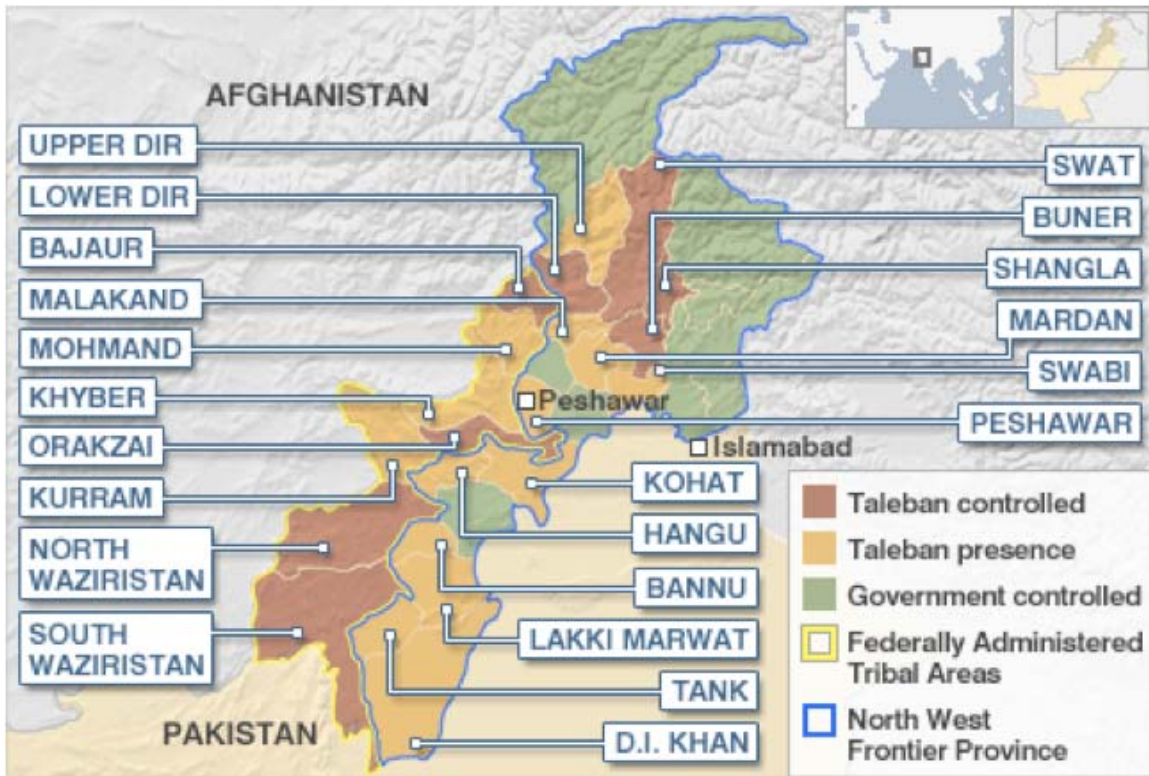 AFGHANISTAN
UPPER DIR
LOWER DIR
BAJAUR
MALAKAND
MOHMAND
KHYBER
ORAKZAI
KURRAM
NORTH
WAZIRISTAN
SOUTH
WAZIRISTAN
PAKISTAN
SWAT
BUNER
SHANGLA
MARDAN
SWABI
PESHAWAR
Peshawar
Islamabad
KOHAT
HANGU
BANNU
LAKKI MARWAT
TANK
D.I. KHAN
Taleban controlled
Taleban presence
Government controlled
Federally Administered
Tribal Areas
North West
Frontier Province